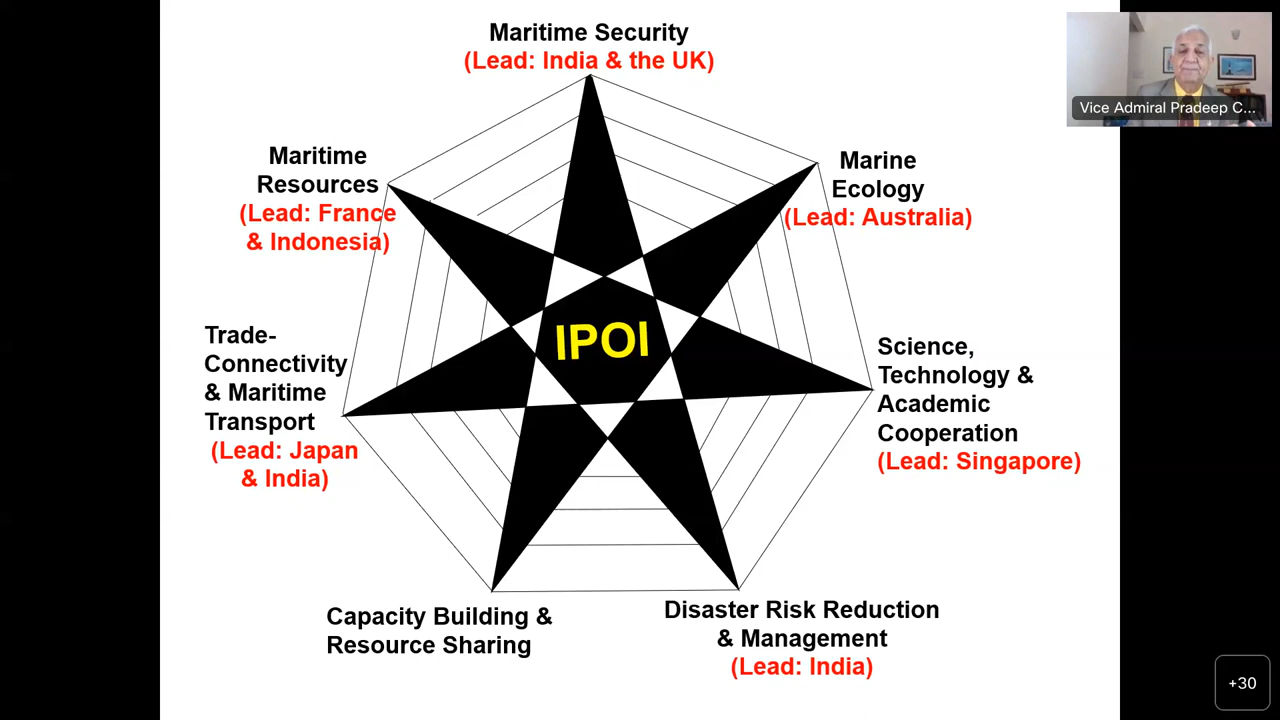 Maritime Security
(Lead: India & the UK)
Vice Admiral Pradeep C...
Maritime
Resources
(Lead: France
& Indonesia)
Marine
Ecology
(Lead: Australia)
IPOI
Trade-
Connectivity
& Maritime
Transport
(Lead: Japan
& India)
Science,
Technology &
Academic
Cooperation
(Lead: Singapore)
Capacity Building &
Resource Sharing
Disaster Risk Reduction
& Management
(Lead: India)
+30